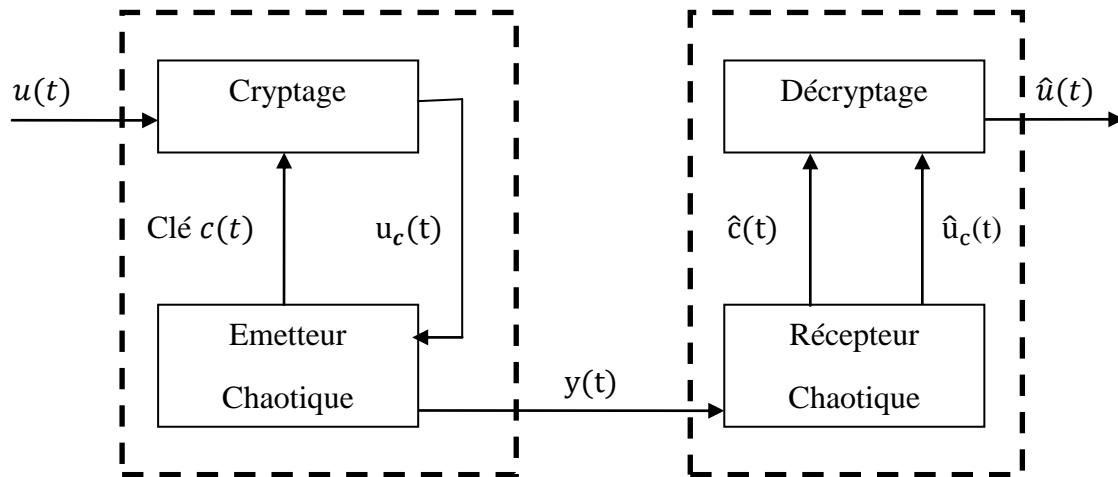 u(t)
Cryptage
Clé c(t)
u_c(t)
Emetteur
Chaotique
y(t)
Décryptage
û(t)
ĉ(t)
û_c(t)
Récepteur
Chaotique